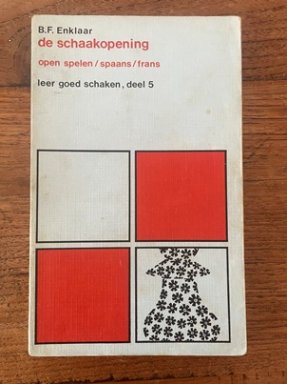 B.F. Enklaar
de schaakopening
open spelen/spaans/frans
leer goed schaken, deel 5